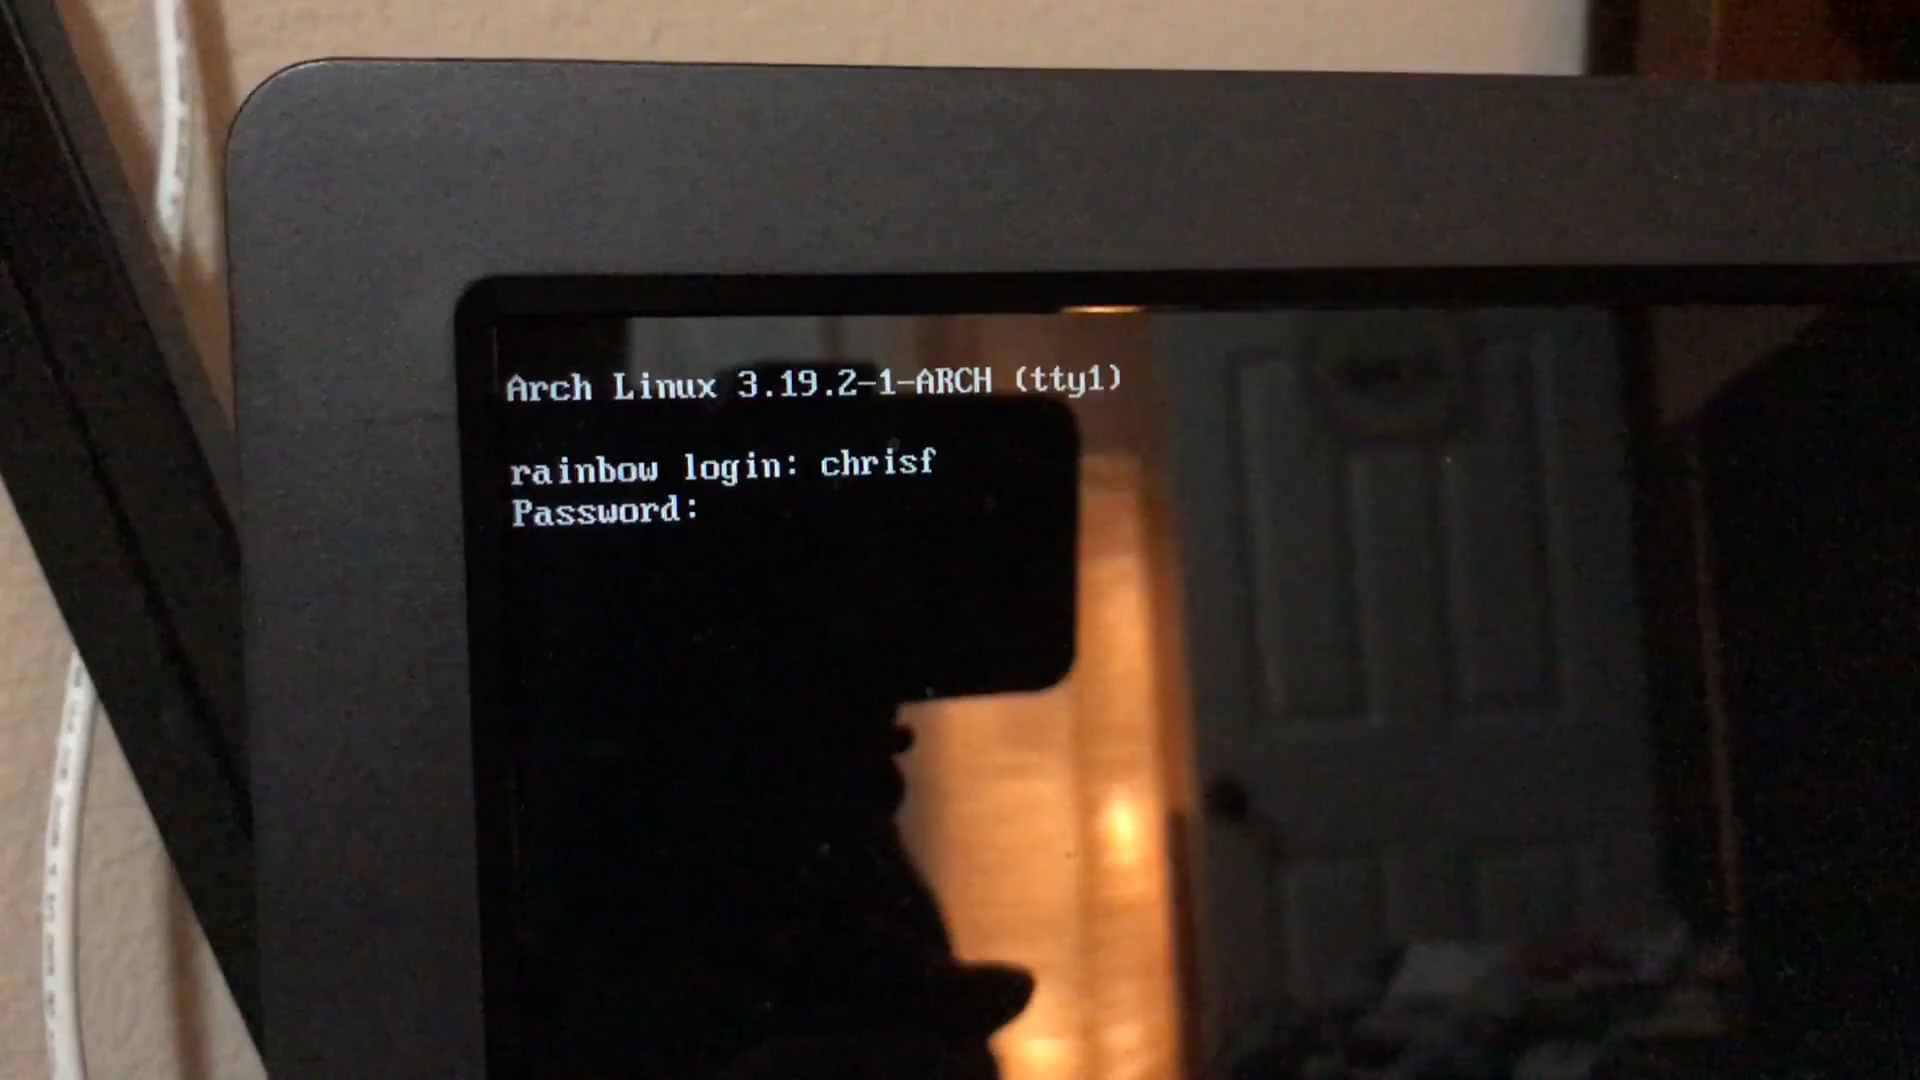 Arch Linux 3.19.2-1-ARCH (tty1)
rainbow login: chrisf
Password: